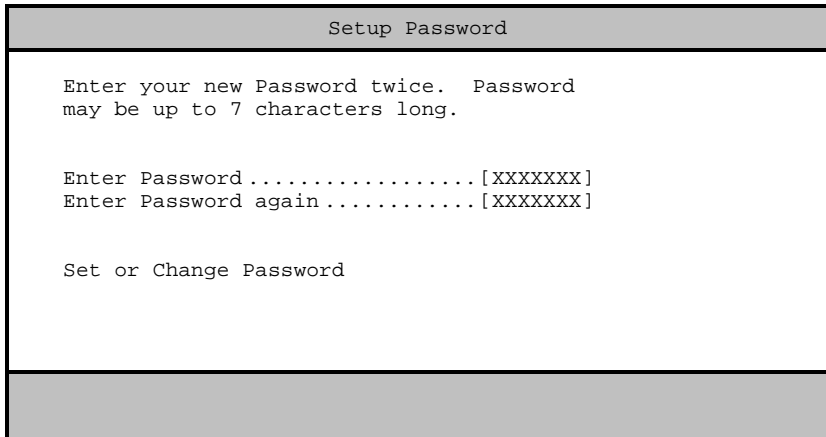 Setup Password
Enter your new Password twice.  Password
may be up to 7 characters long.
Enter Password..................[XXXXXXX]
Enter Password again............[XXXXXXX]
Set or Change Password